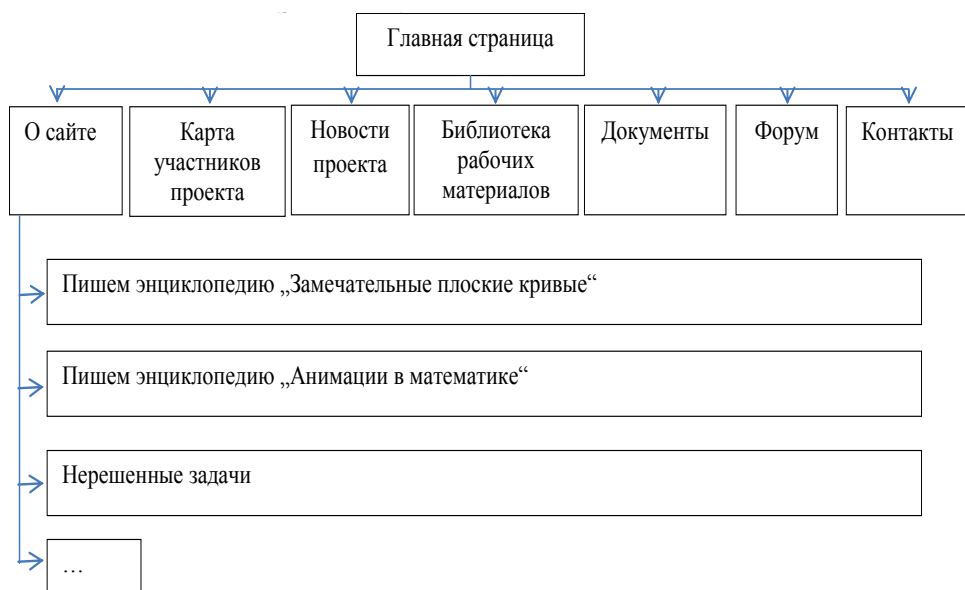 Главная страница
О сайте
Карта
участников
проекта
Новости
проекта
Библиотека
рабочих
материалов
Документы
Форум
Контакты
Пишем энциклопедию „Замечательные плоские кривые“
Пишем энциклопедию „Анимации в математике“
Нерешенные задачи
…